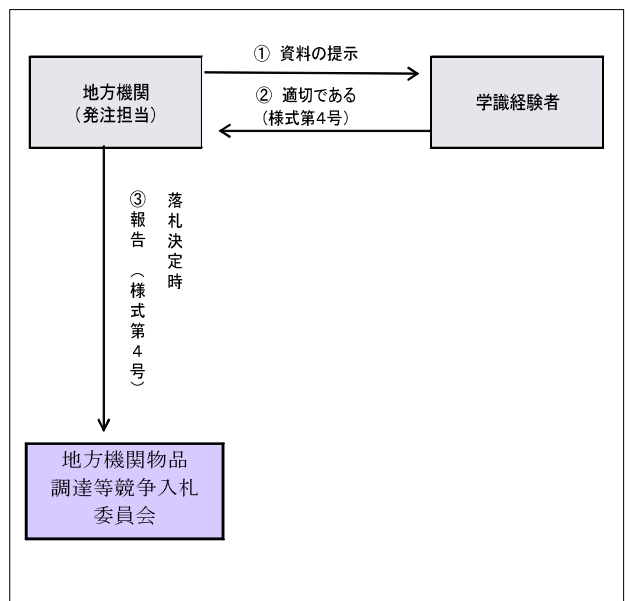 ① 資料の提示
地方機関
（発注担当）
② 適切である
（様式第4号）
学識経験者
③報告 （様式第4号）
落札決定時
地方機関物品
調達等競争入札
委員会